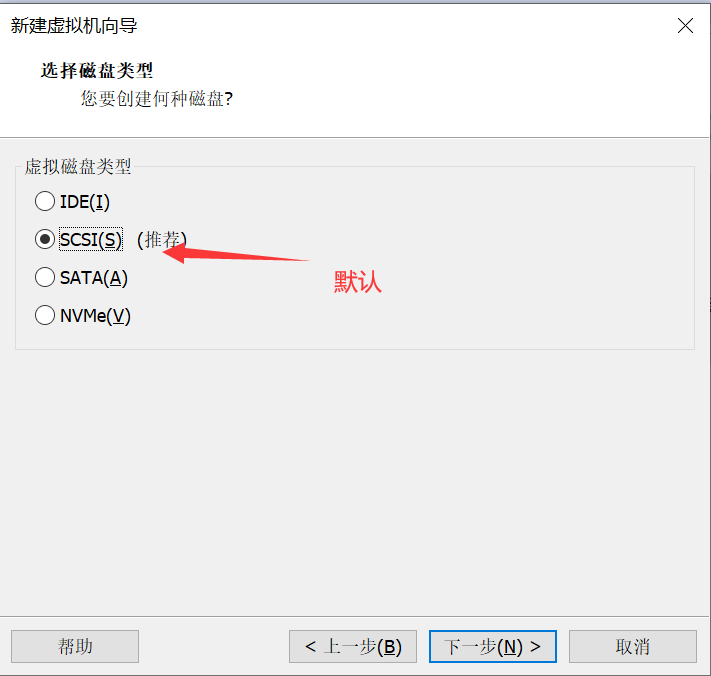 新建虚拟机向导
选择磁盘类型
您要创建何种磁盘?
虚拟磁盘类型
IDE(I)
SCSI(S) (推荐)
SATA(A)
默认
NVMe(V)
帮助
< 上一步(B)
下一步(N) >
取消